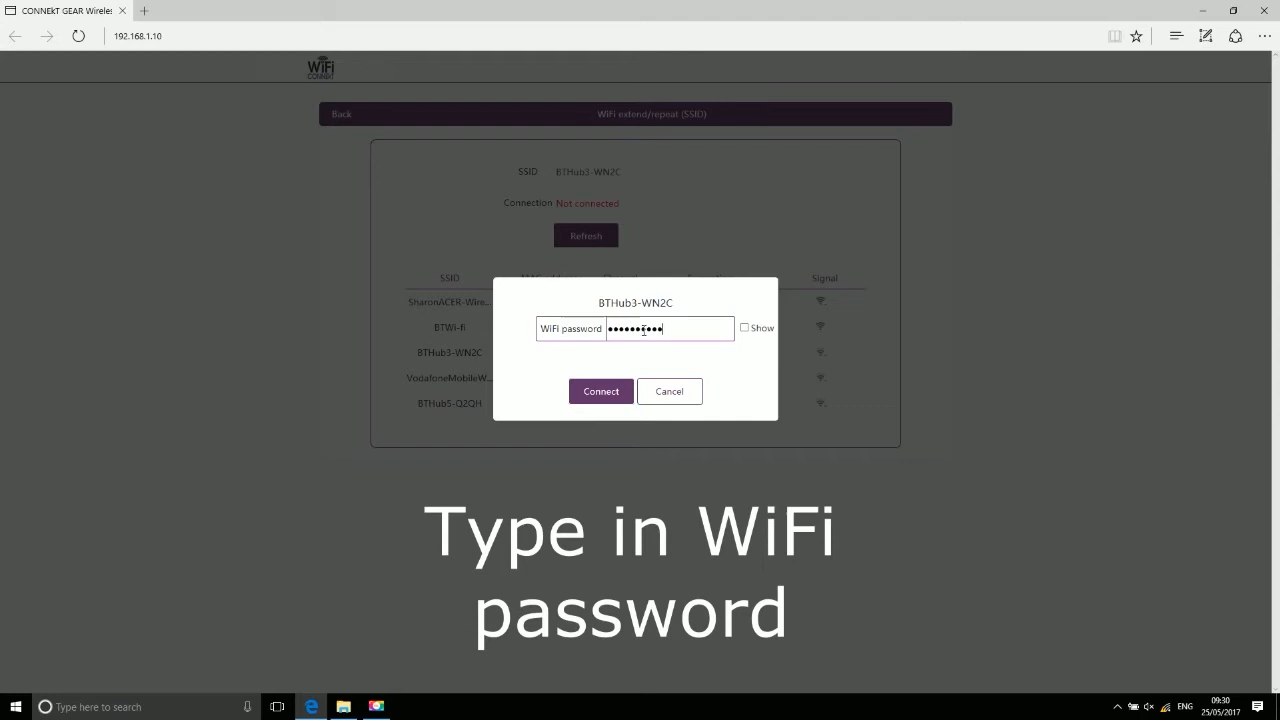 CONNEkT GEAR Wireles
192.168.1.10
WiFi
CONNEkT
Back
WiFi extend/repeat (SSID)
SSID BTHub3-WN2C
Connection Not connected
Refresh
SSID Signal
SharonACER-Wire...
BTWi-fi
BTHub3-WN2C
VodafoneMobileW...
BTHub5-Q2QH
BTHub3-WN2C
WiFi password
Show
Connect Cancel
Type in WiFi
password
Type here to search
ENG
09:30
25/05/2017